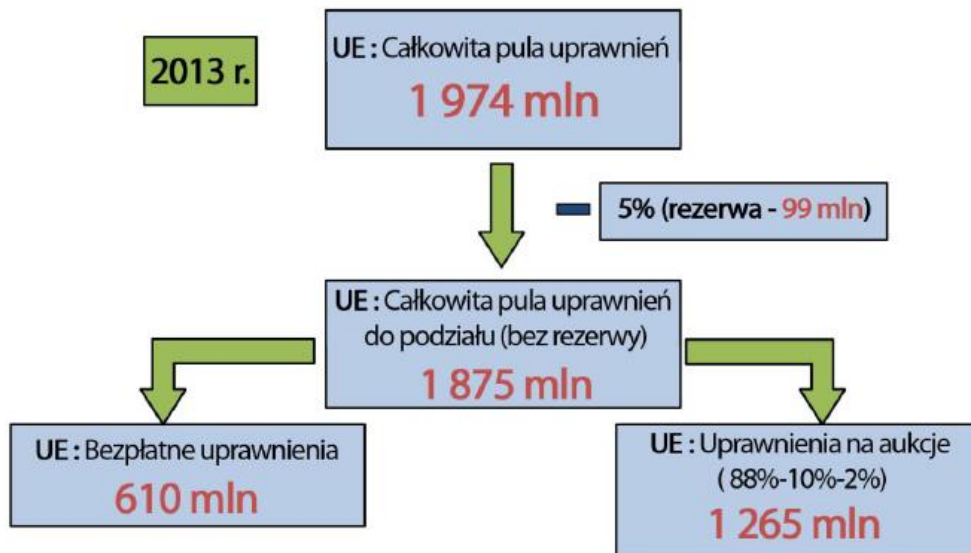 2013 r.
UE : Całkowita pula uprawnień
1 974 mln
5% (rezerwa - 99 mln)
UE : Całkowita pula uprawnień
do podziału (bez rezerwy)
1 875 mln
UE : Bezpłatne uprawnienia
610 mln
UE : Uprawnienia na aukcje
( 88%-10%-2%)
1 265 mln